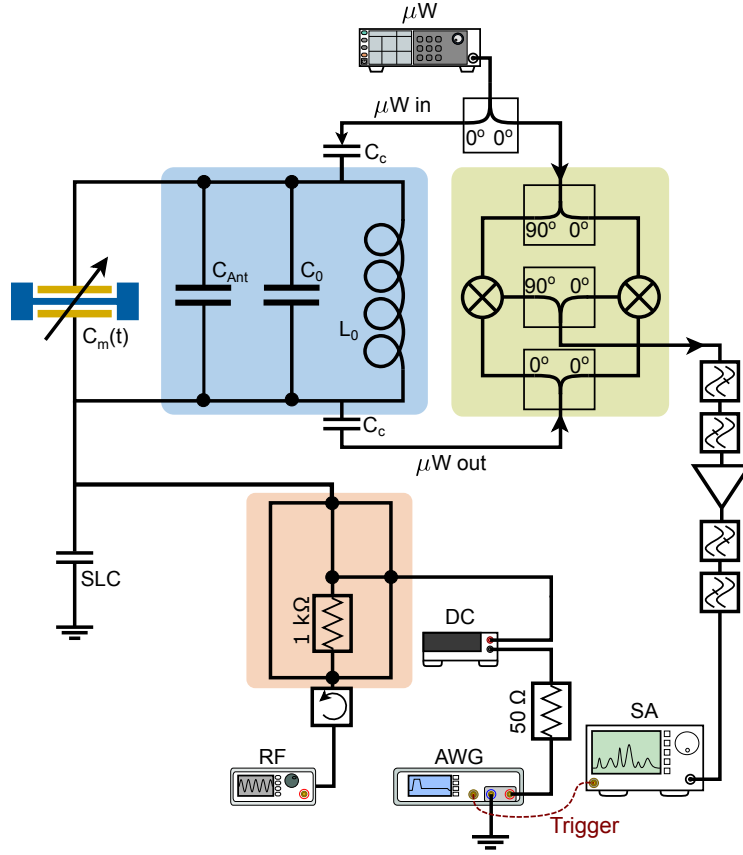 μW
μW in
0° 0°
C_c
90° 0°
C_Ant
C_0
90° 0°
L_0
C_m(t)
0° 0°
C_c
μW out
SLC
1 kΩ
DC
50 Ω
SA
RF
AWG
Trigger